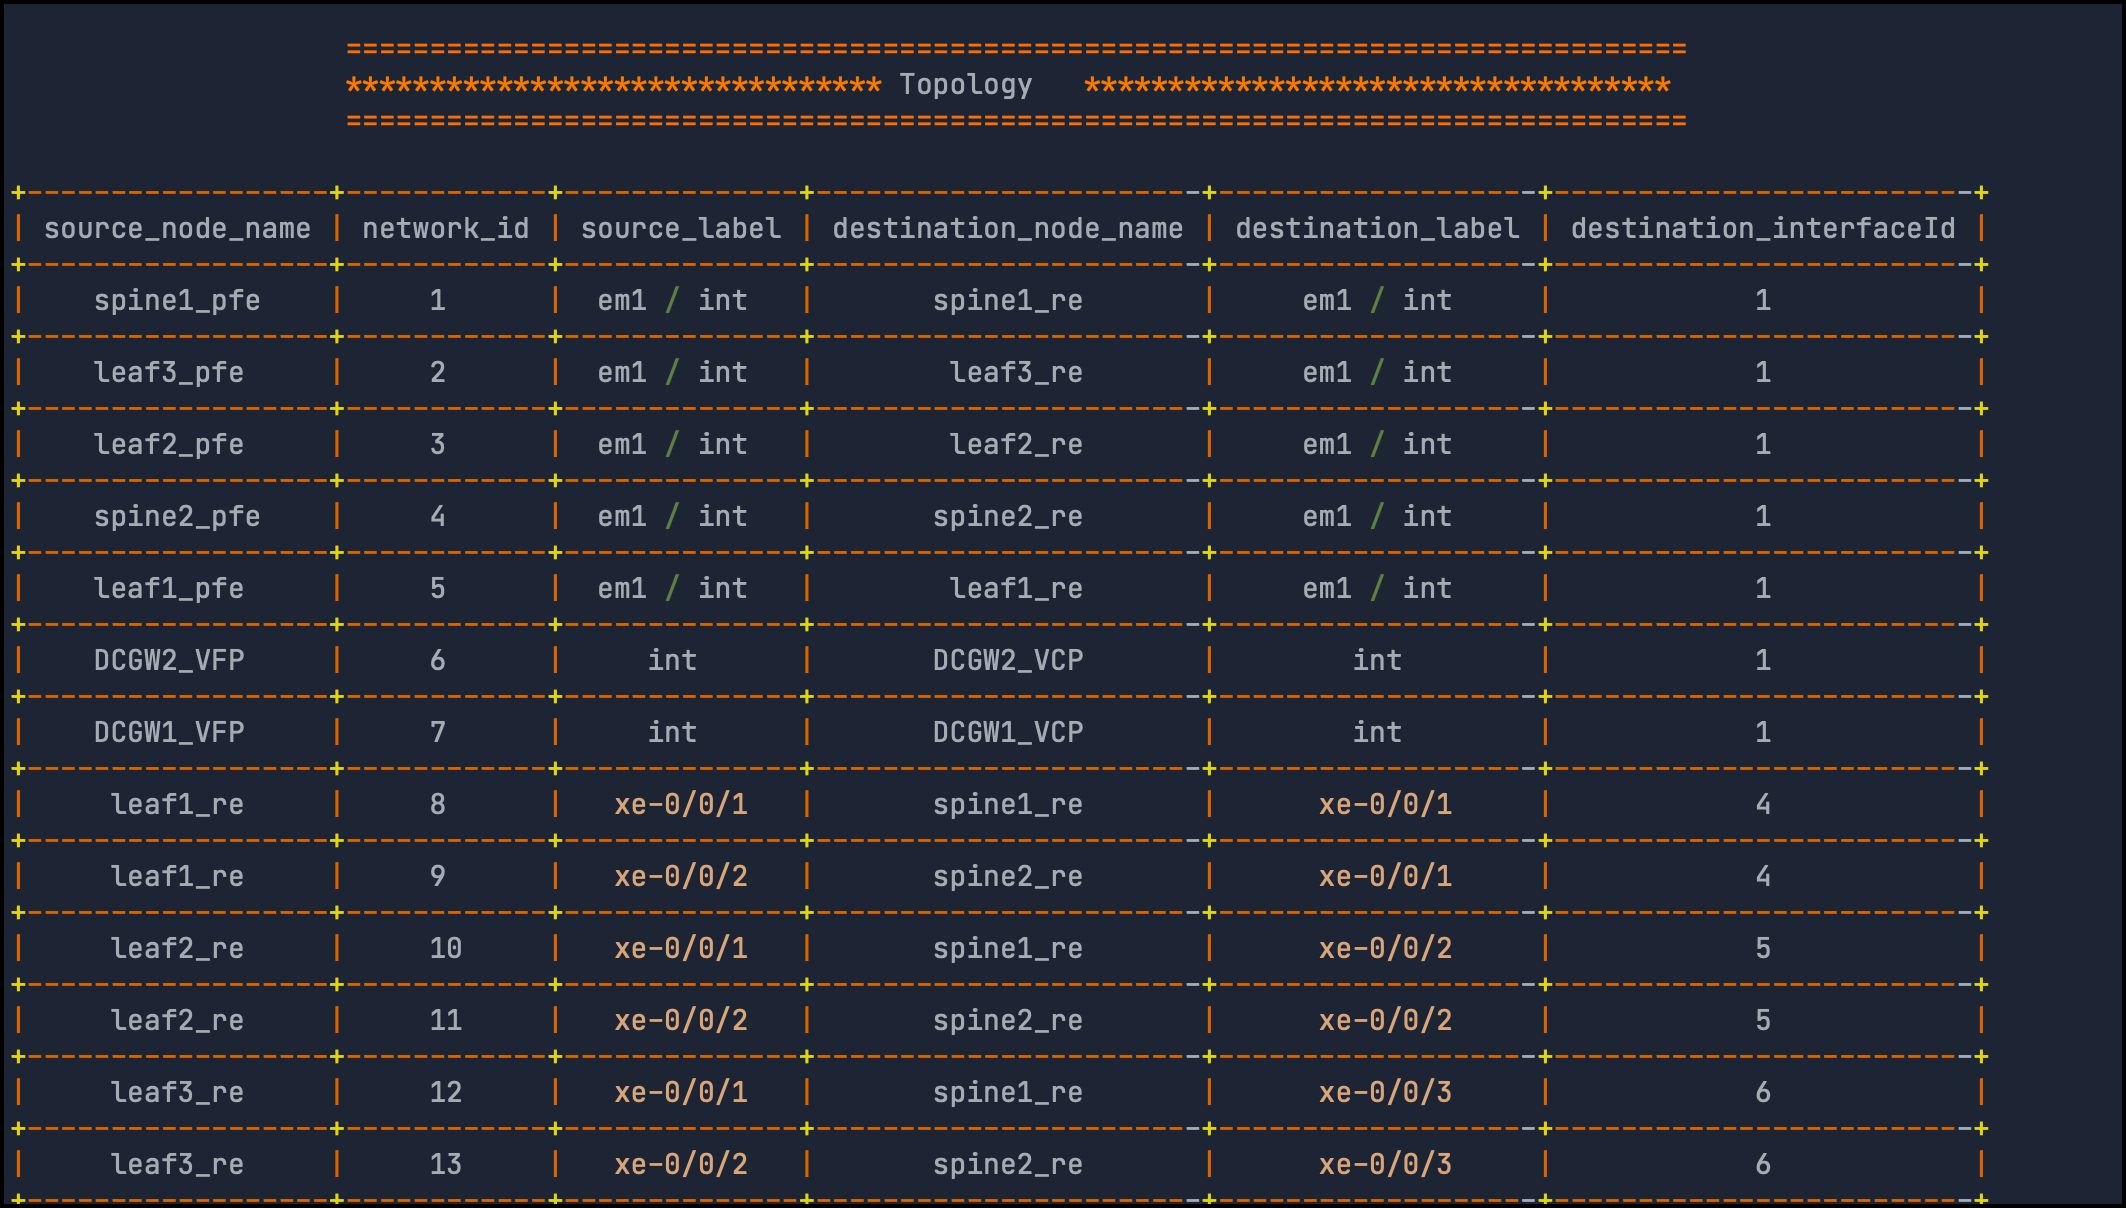 ================================================================================
******************************** Topology   ***********************************
================================================================================
+------------------+------------+--------------+-----------------------+-------------------+-------------------------+
| source_node_name | network_id | source_label | destination_node_name | destination_label | destination_interfaceId |
+------------------+------------+--------------+-----------------------+-------------------+-------------------------+
| spine1_pfe | 1 | em1 / int | spine1_re | em1 / int | 1 |
+------------------+------------+--------------+-----------------------+-------------------+-------------------------+
| leaf3_pfe | 2 | em1 / int | leaf3_re | em1 / int | 1 |
+------------------+------------+--------------+-----------------------+-------------------+-------------------------+
| leaf2_pfe | 3 | em1 / int | leaf2_re | em1 / int | 1 |
+------------------+------------+--------------+-----------------------+-------------------+-------------------------+
| spine2_pfe | 4 | em1 / int | spine2_re | em1 / int | 1 |
+------------------+------------+--------------+-----------------------+-------------------+-------------------------+
| leaf1_pfe | 5 | em1 / int | leaf1_re | em1 / int | 1 |
+------------------+------------+--------------+-----------------------+-------------------+-------------------------+
| DCGW2_VFP | 6 | int | DCGW2_VCP | int | 1 |
+------------------+------------+--------------+-----------------------+-------------------+-------------------------+
| DCGW1_VFP | 7 | int | DCGW1_VCP | int | 1 |
+------------------+------------+--------------+-----------------------+-------------------+-------------------------+
| leaf1_re | 8 | xe-0/0/1 | spine1_re | xe-0/0/1 | 4 |
+------------------+------------+--------------+-----------------------+-------------------+-------------------------+
| leaf1_re | 9 | xe-0/0/2 | spine2_re | xe-0/0/1 | 4 |
+------------------+------------+--------------+-----------------------+-------------------+-------------------------+
| leaf2_re | 10 | xe-0/0/1 | spine1_re | xe-0/0/2 | 5 |
+------------------+------------+--------------+-----------------------+-------------------+-------------------------+
| leaf2_re | 11 | xe-0/0/2 | spine2_re | xe-0/0/2 | 5 |
+------------------+------------+--------------+-----------------------+-------------------+-------------------------+
| leaf3_re | 12 | xe-0/0/1 | spine1_re | xe-0/0/3 | 6 |
+------------------+------------+--------------+-----------------------+-------------------+-------------------------+
| leaf3_re | 13 | xe-0/0/2 | spine2_re | xe-0/0/3 | 6 |
+------------------+------------+--------------+-----------------------+-------------------+-------------------------+